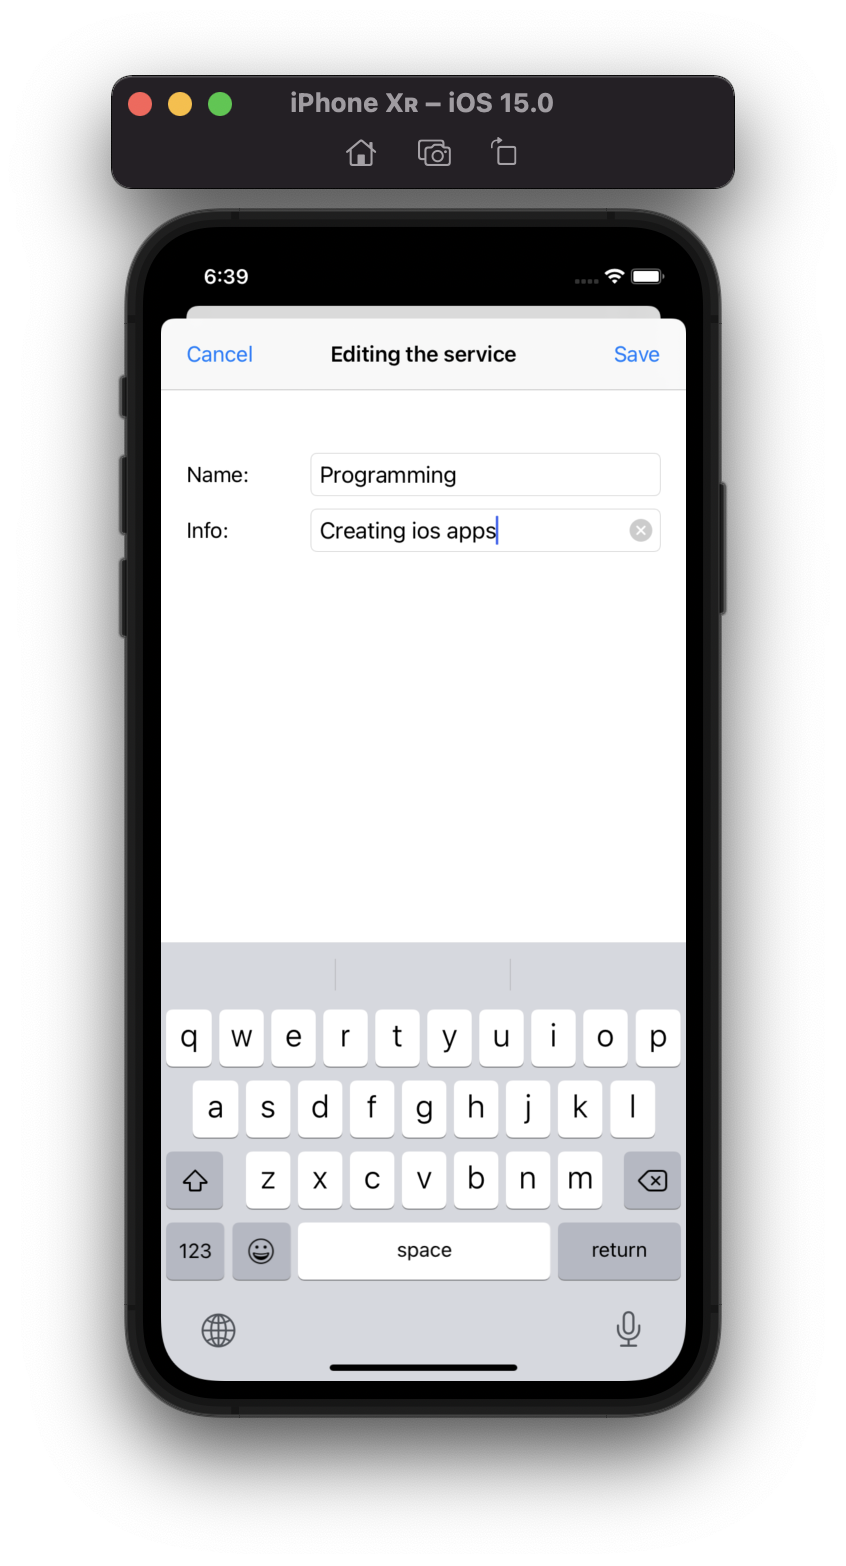 iPhone XR – iOS 15.0
6:39
Cancel Editing the service Save
Name: Programming
Info: Creating ios apps
q w e r t y u i o p
a s d f g h j k l
z x c v b n m
123 space return